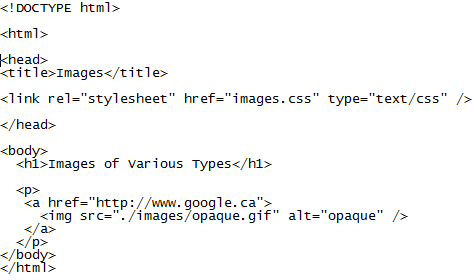 <!DOCTYPE html>
<html>
<head>
<title>Images</title>
<link rel="stylesheet" href="images.css" type="text/css" />
</head>
<body>
<h1>Images of Various Types</h1>
<p>
<a href="http://www.google.ca">
<img src="./images/opaque.gif" alt="opaque" />
</a>
</p>
</body>
</html>